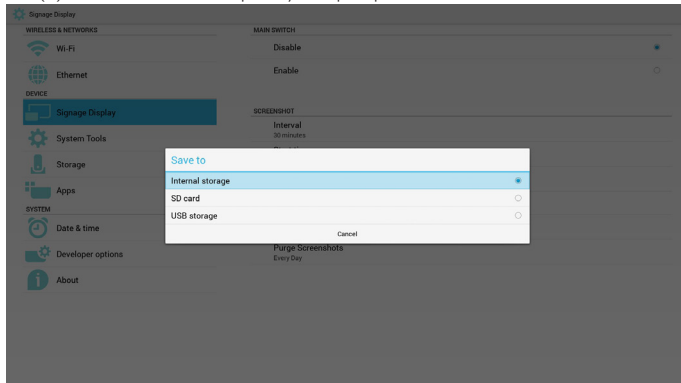 Signage Display
WIRELESS & NETWORKS
Wi-Fi
Ethernet
DEVICE
Signage Display
System Tools
Storage
Apps
SYSTEM
Date & time
Developer options
About
MAIN SWITCH
Disable
Enable
SCREENSHOT
Interval
30 minutes
Save to
Internal storage
SD card
USB storage
Cancel
Purge Screenshots
Every Day